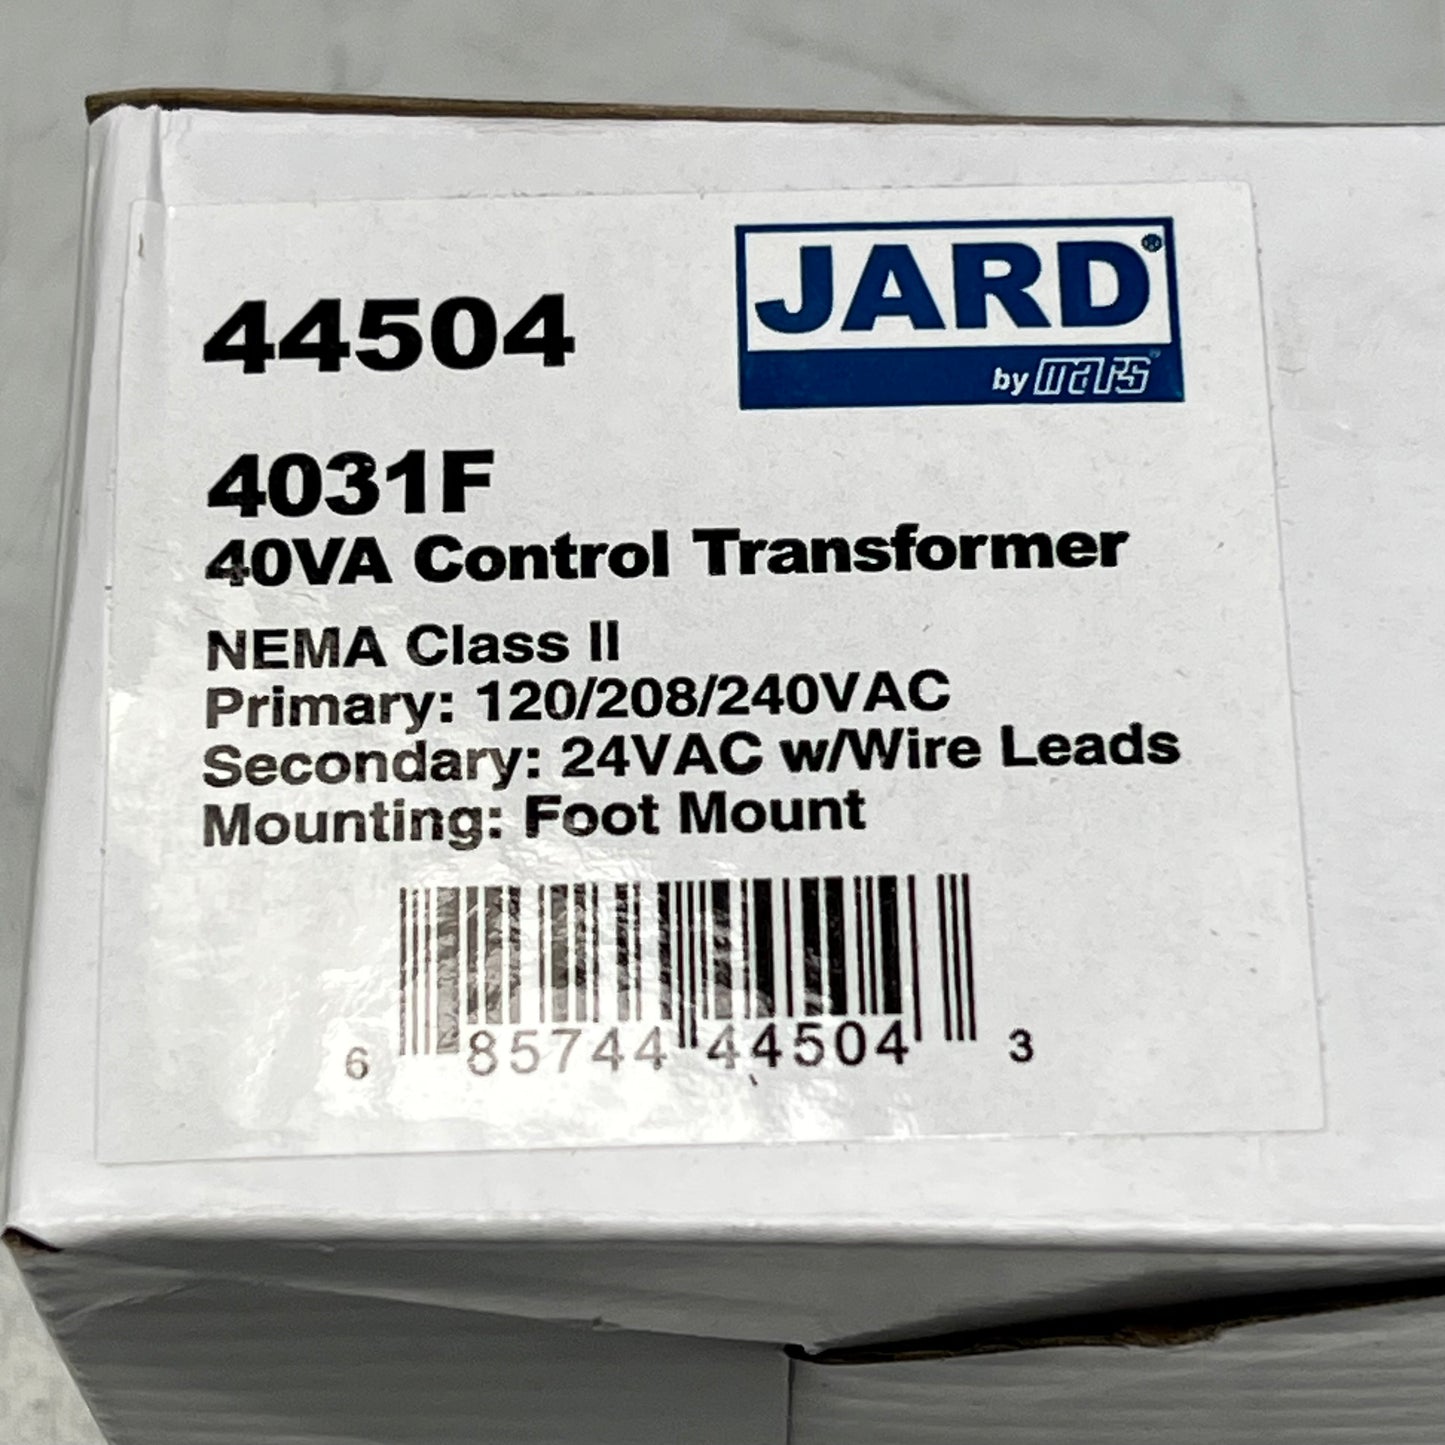 44504
JARD®
by mars®
4031F
40VA Control Transformer
NEMA Class II
Primary: 120/208/240VAC
Secondary: 24VAC w/Wire Leads
Mounting: Foot Mount
6 85744 44504 3